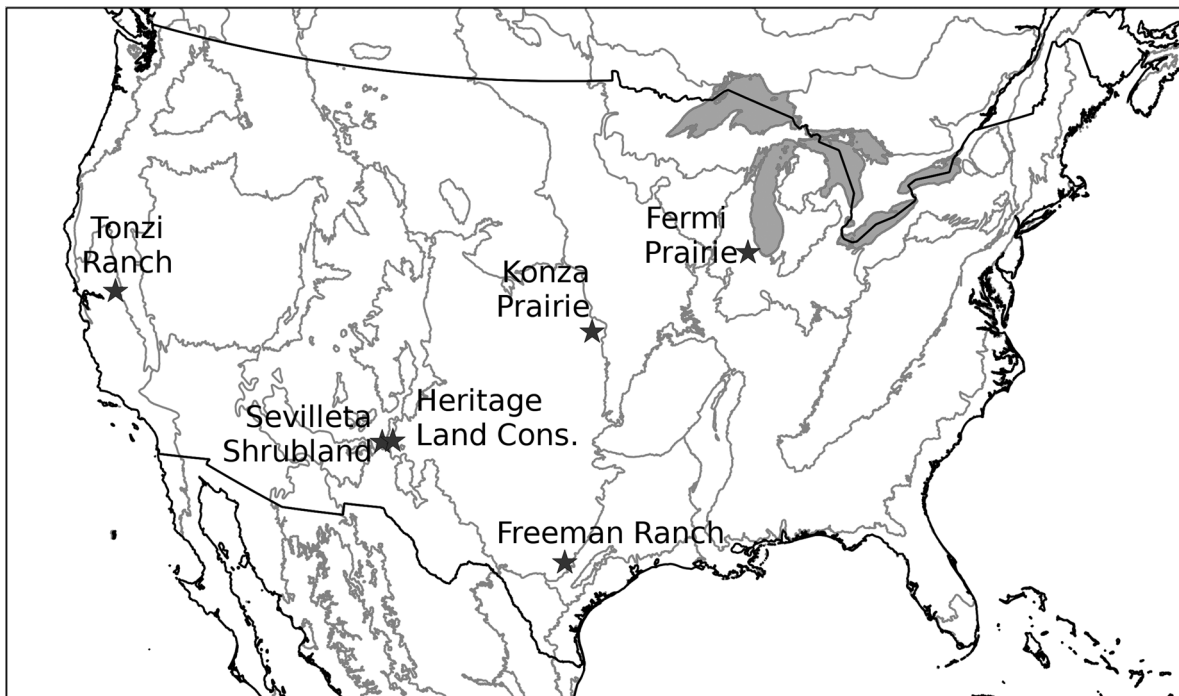 Tonzi
Ranch
Fermi
Prairie
Konza
Prairie
Sevilleta
Shrubland
Heritage
Land Cons.
Freeman Ranch